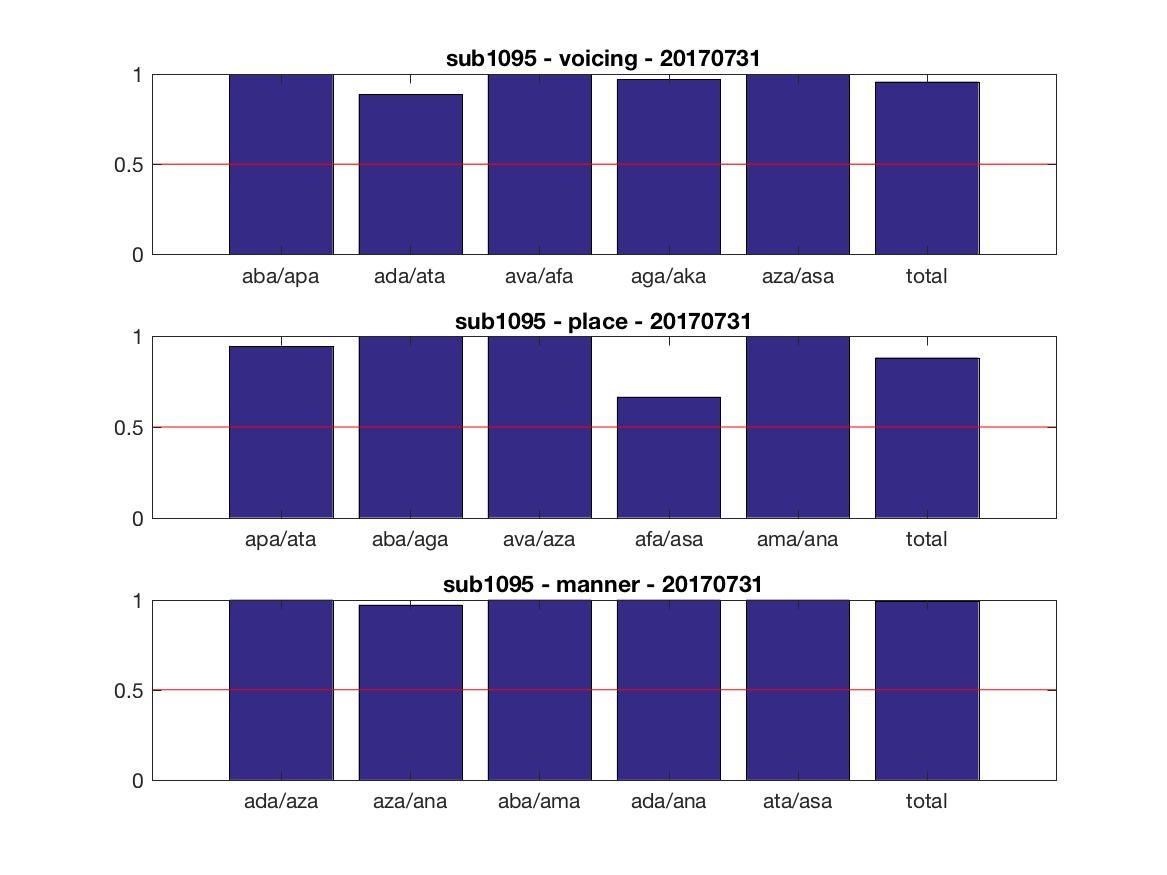 sub1095 - voicing - 20170731
1
0.5
0
aba/apa ada/ata ava/afa aga/aka aza/asa total
sub1095 - place - 20170731
1
0.5
0
apa/ata aba/aga ava/aza afa/asa ama/ana total
sub1095 - manner - 20170731
1
0.5
0
ada/aza aza/ana aba/ama ada/ana ata/asa total